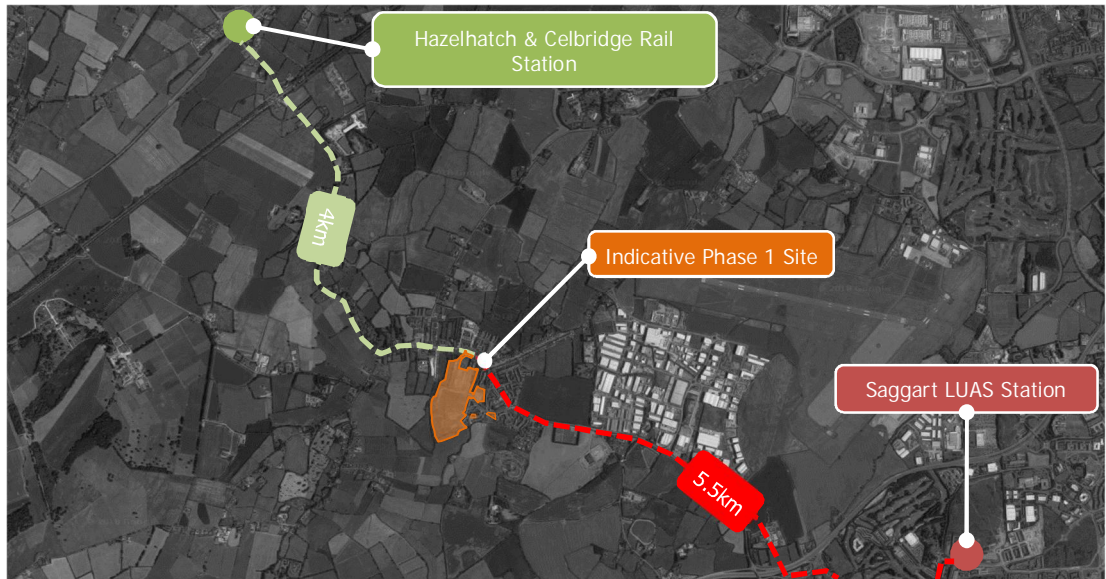 Hazelhatch & Celbridge Rail
Station
4km
Indicative Phase 1 Site
Saggart LUAS Station
5.5km